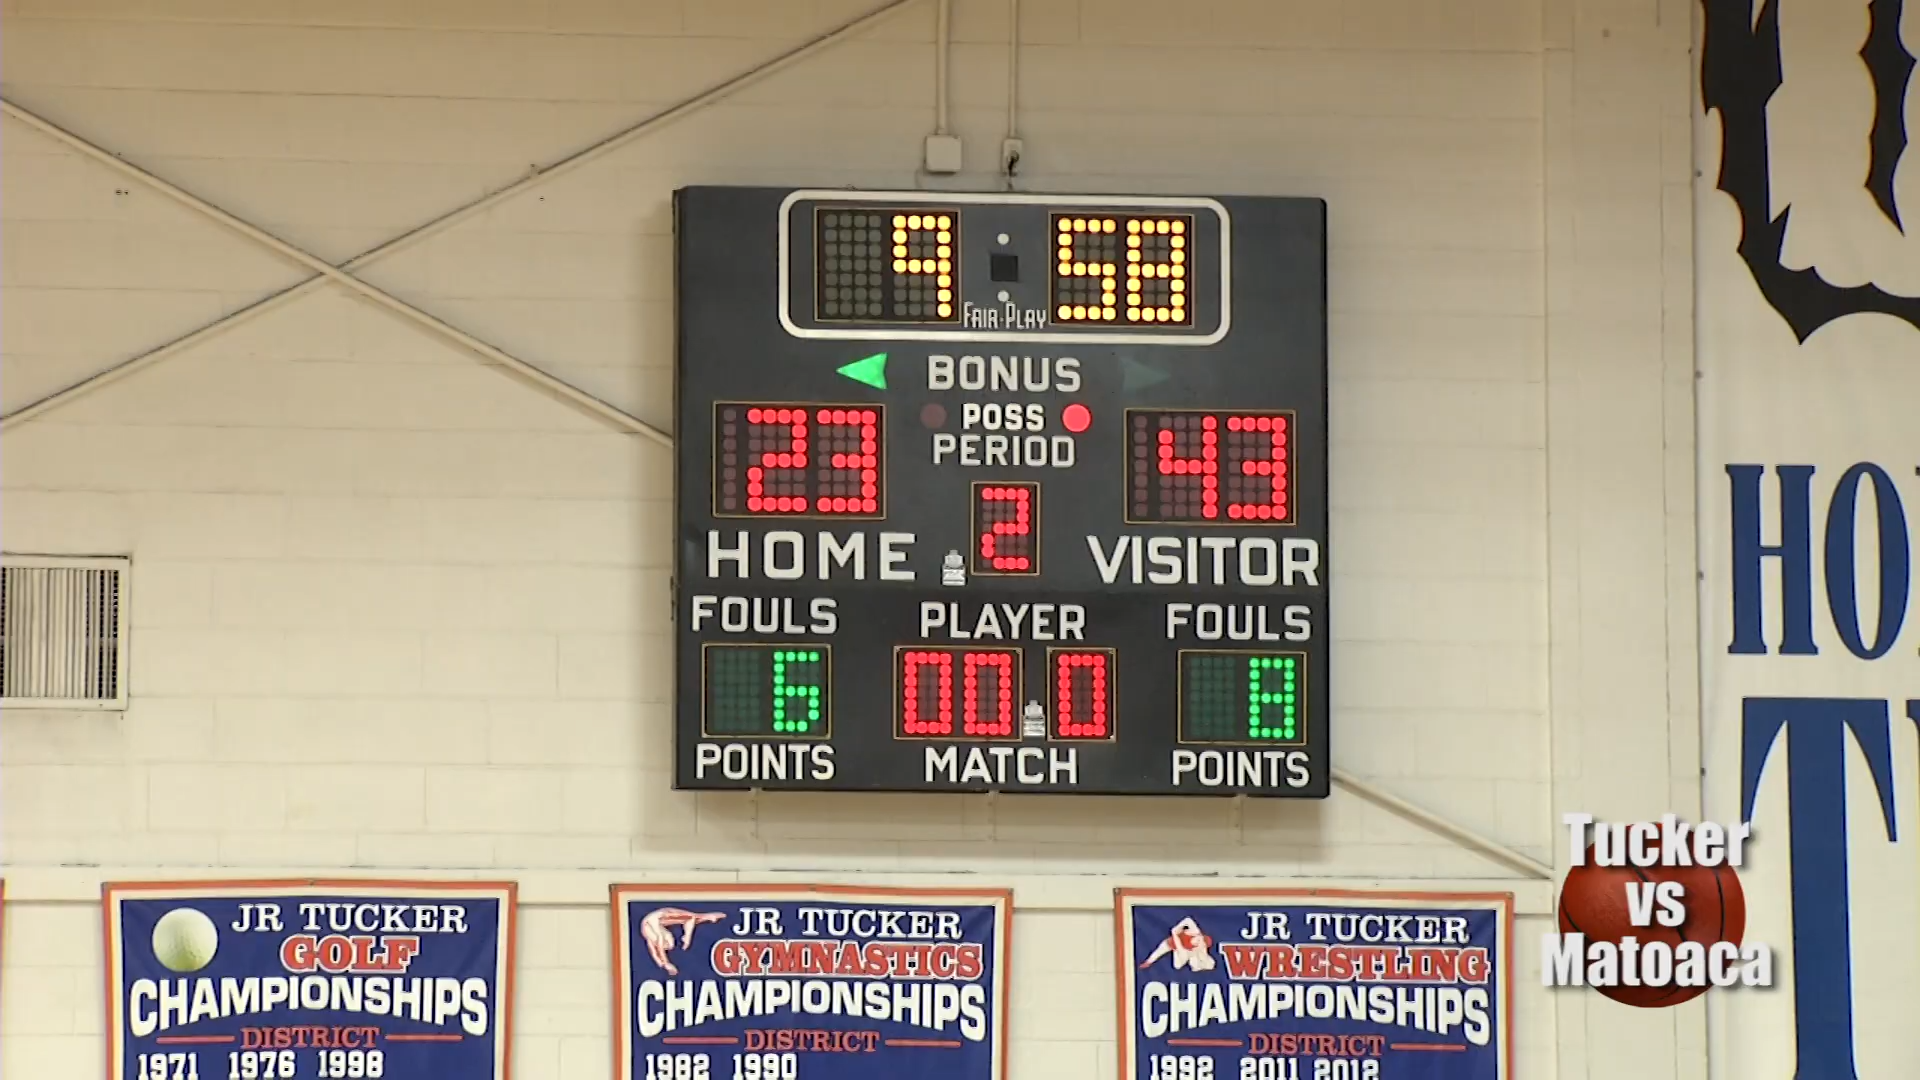 9 58
FAIR-PLAY
BONUS
POSS
PERIOD
23 2 43
HOME VISITOR
FOULS PLAYER FOULS
6 00 0 8
POINTS MATCH POINTS
HO
T
JR TUCKER
GOLF
CHAMPIONSHIPS
DISTRICT
1971 1976 1998
JR TUCKER
GYMNASTICS
CHAMPIONSHIPS
DISTRICT
1982 1990
JR TUCKER
WRESTLING
CHAMPIONSHIPS
DISTRICT
1992 2011 2012
Tucker
vs
Matoaca